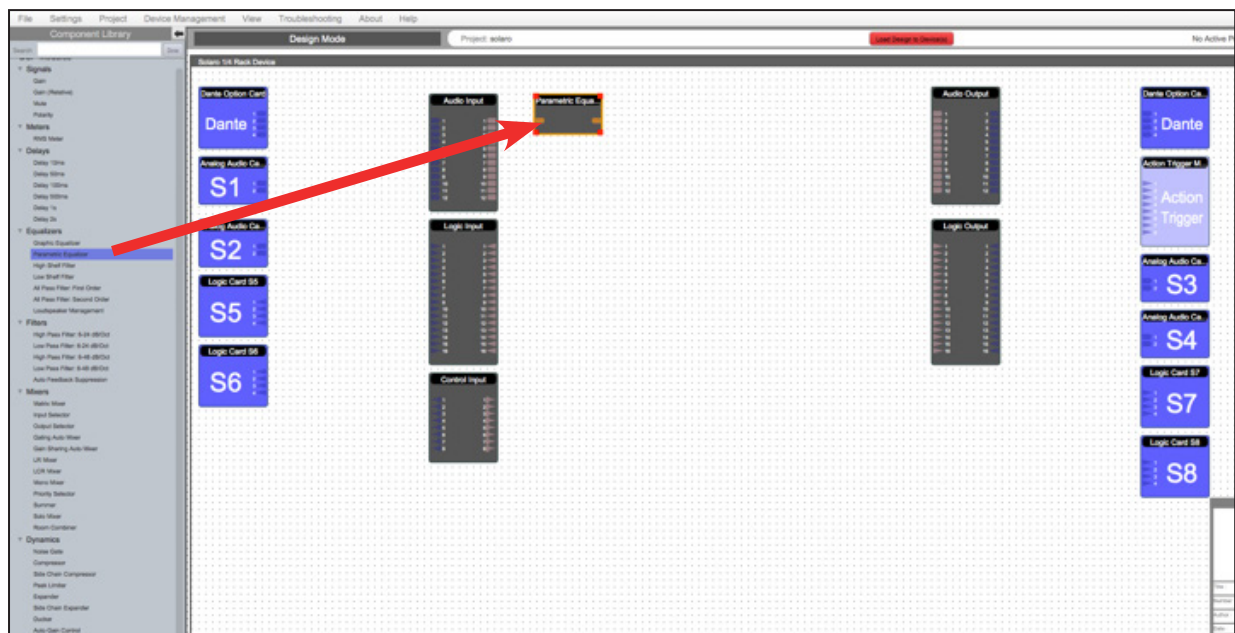 File Settings Project Device Management View Troubleshooting About Help
Component Library
Design Mode
Project: solaro
Load Design to Device(s)
No Active P
Search
Solaro 1/4 Rack Device
Signals
Gain
Gain (Relative)
Mute
Polarity
Meters
RMS Meter
Delays
Delay 10ms
Delay 50ms
Delay 100ms
Delay 500ms
Delay 1s
Delay 2s
Equalizers
Graphic Equalizer
Parametric Equalizer
High Shelf Filter
Low Shelf Filter
All Pass Filter: First Order
All Pass Filter: Second Order
Loudspeaker Management
Filters
High Pass Filter: 6-24 dB/Oct
Low Pass Filter: 6-24 dB/Oct
High Pass Filter: 6-48 dB/Oct
Low Pass Filter: 6-48 dB/Oct
Auto Feedback Suppression
Mixers
Matrix Mixer
Input Selector
Output Selector
Gating Auto Mixer
Gain Sharing Auto Mixer
LR Mixer
LCR Mixer
Mono Mixer
Priority Selector
Summer
Solo Mixer
Room Combiner
Dynamics
Noise Gate
Compressor
Side Chain Compressor
Peak Limiter
Expander
Side Chain Expander
Ducker
Auto Gain Control
Dante Option Card
Dante
Analog Audio Ca...
S1
Analog Audio Ca...
S2
Logic Card S5
S5
Logic Card S6
S6
Audio Input
Logic Input
Control Input
Parametric Equa...
Audio Output
Logic Output
Dante Option Ca...
Dante
Action Trigger M...
Action
Trigger
Analog Audio Ca...
S3
Analog Audio Ca...
S4
Logic Card S7
S7
Logic Card S8
S8